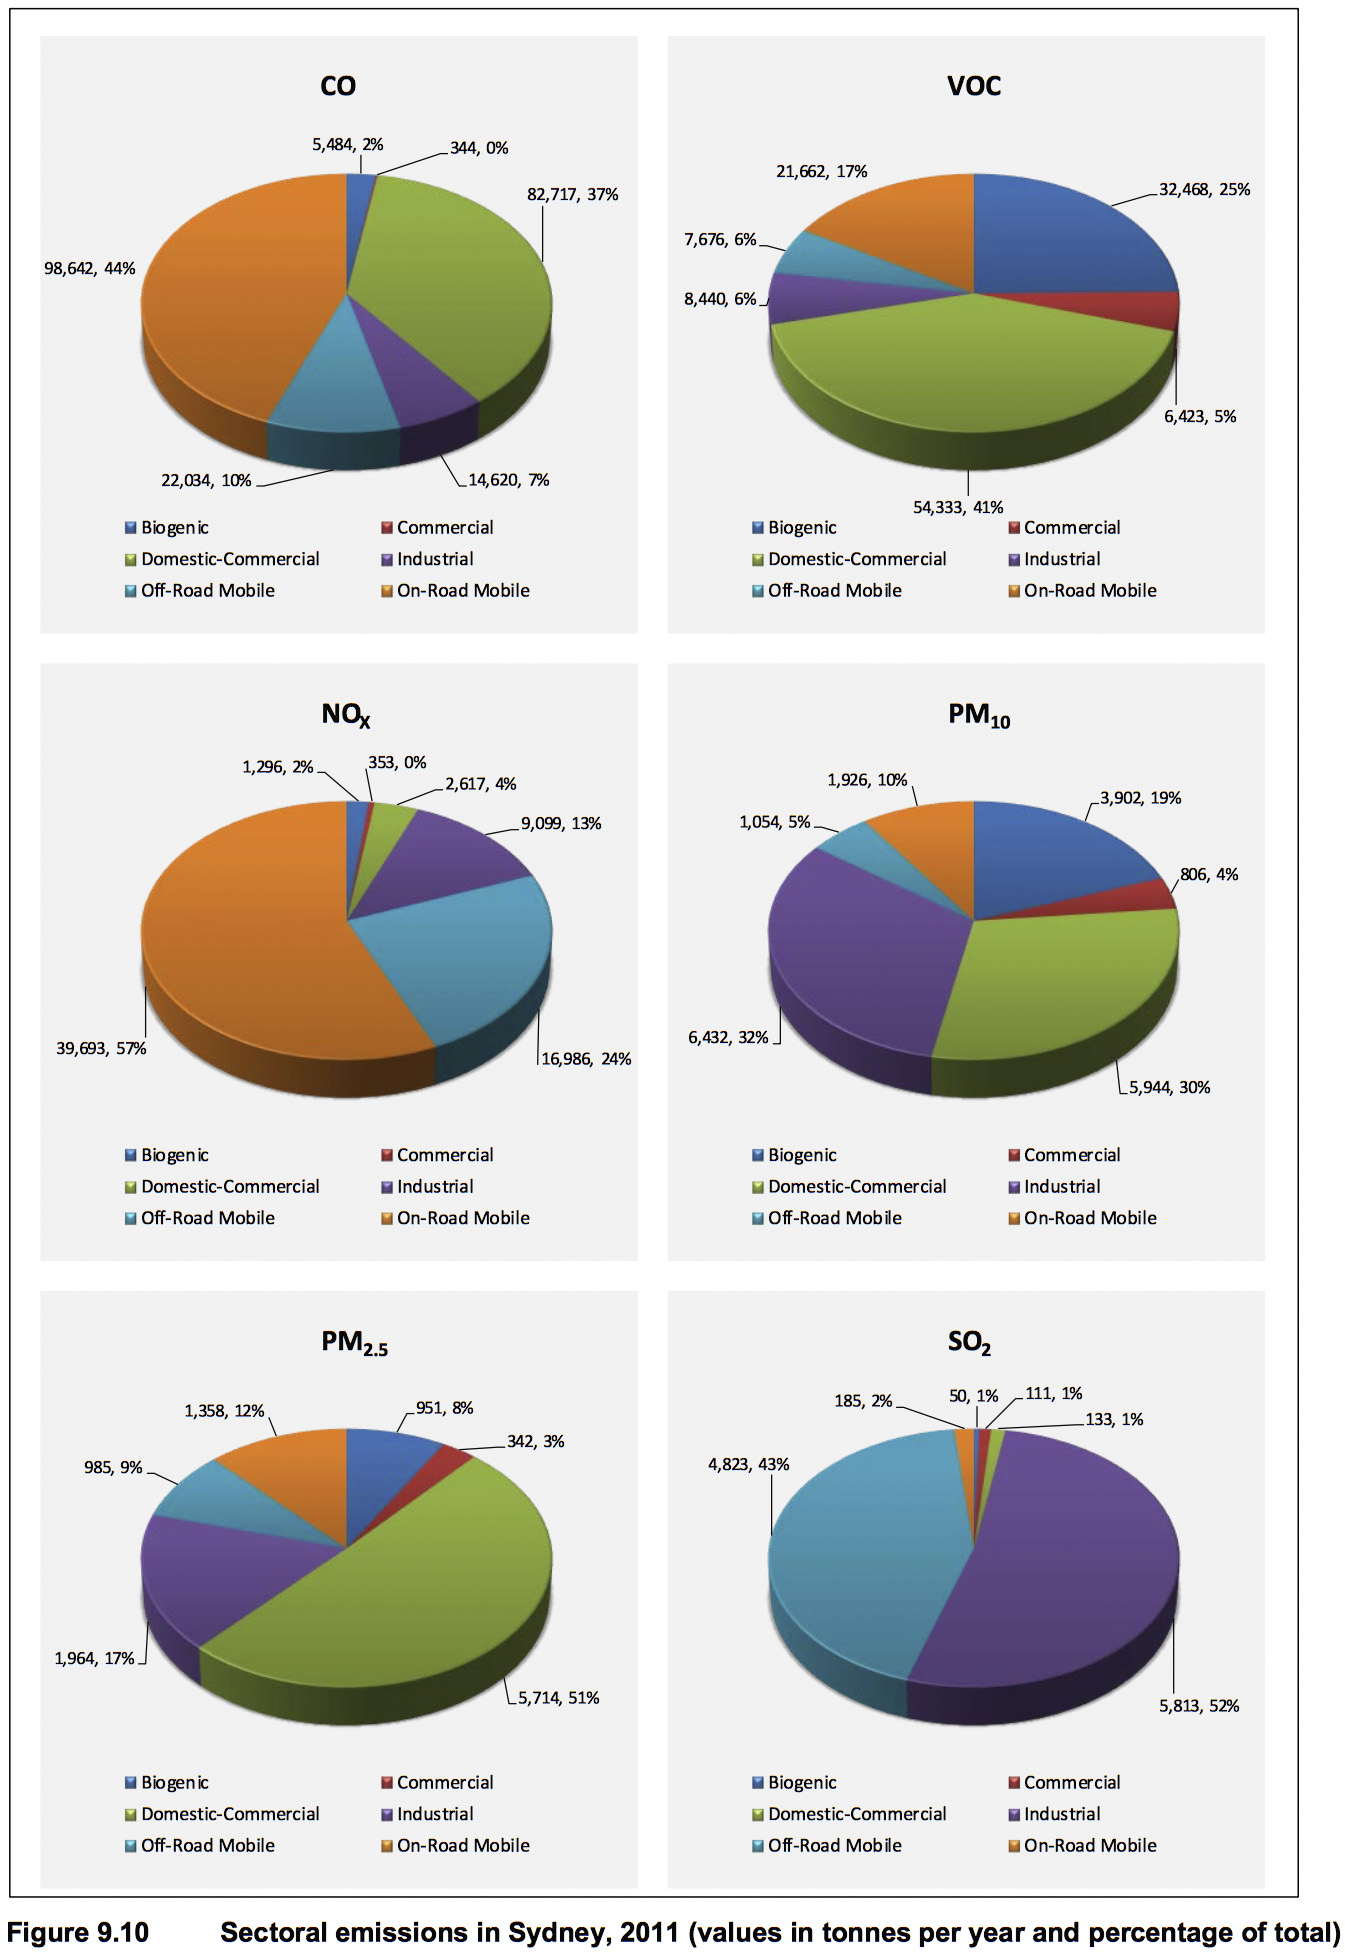 CO
5,484, 2%
344, 0%
82,717, 37%
98,642, 44%
22,034, 10%
14,620, 7%
Biogenic
Commercial
Domestic-Commercial
Industrial
Off-Road Mobile
On-Road Mobile
VOC
21,662, 17%
32,468, 25%
7,676, 6%
8,440, 6%
6,423, 5%
54,333, 41%
Biogenic
Commercial
Domestic-Commercial
Industrial
Off-Road Mobile
On-Road Mobile
NOX
1,296, 2%
353, 0%
2,617, 4%
9,099, 13%
39,693, 57%
16,986, 24%
Biogenic
Commercial
Domestic-Commercial
Industrial
Off-Road Mobile
On-Road Mobile
PM10
1,926, 10%
3,902, 19%
1,054, 5%
806, 4%
6,432, 32%
5,944, 30%
Biogenic
Commercial
Domestic-Commercial
Industrial
Off-Road Mobile
On-Road Mobile
PM2.5
1,358, 12%
951, 8%
342, 3%
985, 9%
1,964, 17%
5,714, 51%
Biogenic
Commercial
Domestic-Commercial
Industrial
Off-Road Mobile
On-Road Mobile
SO2
185, 2%
50, 1%
111, 1%
133, 1%
4,823, 43%
5,813, 52%
Biogenic
Commercial
Domestic-Commercial
Industrial
Off-Road Mobile
On-Road Mobile
Figure 9.10 Sectoral emissions in Sydney, 2011 (values in tonnes per year and percentage of total)